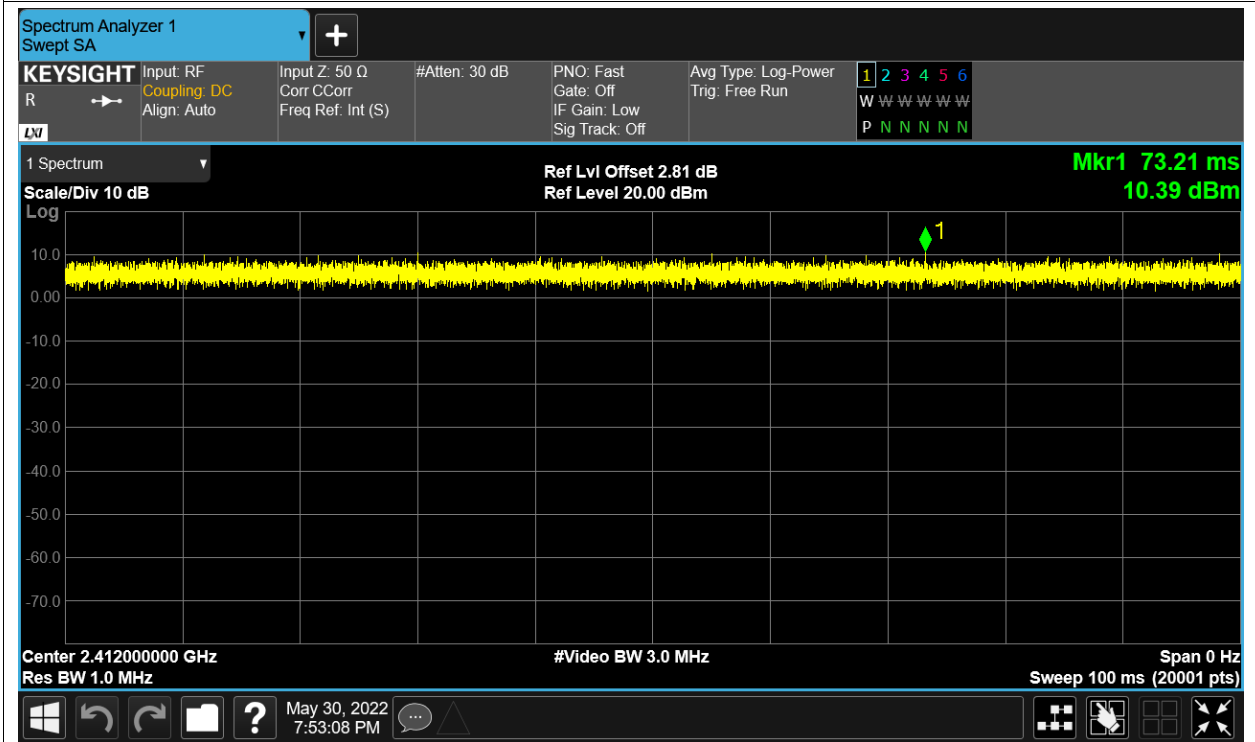 Spectrum Analyzer 1
Swept SA
KEYSIGHT
R
LXI
Input: RF
Coupling: DC
Align: Auto
Input Z: 50 Ω
Corr CCorr
Freq Ref: Int (S)
#Atten: 30 dB
PNO: Fast
Gate: Off
IF Gain: Low
Sig Track: Off
Avg Type: Log-Power
Trig: Free Run
1 2 3 4 5 6
W W W W W W
P N N N N N
1 Spectrum
Scale/Div 10 dB
Log
Ref Lvl Offset 2.81 dB
Ref Level 20.00 dBm
Mkr1 73.21 ms
10.39 dBm
1
10.0
0.00
-10.0
-20.0
-30.0
-40.0
-50.0
-60.0
-70.0
Center 2.412000000 GHz
Res BW 1.0 MHz
#Video BW 3.0 MHz
Span 0 Hz
Sweep 100 ms (20001 pts)
?
May 30, 2022
7:53:08 PM